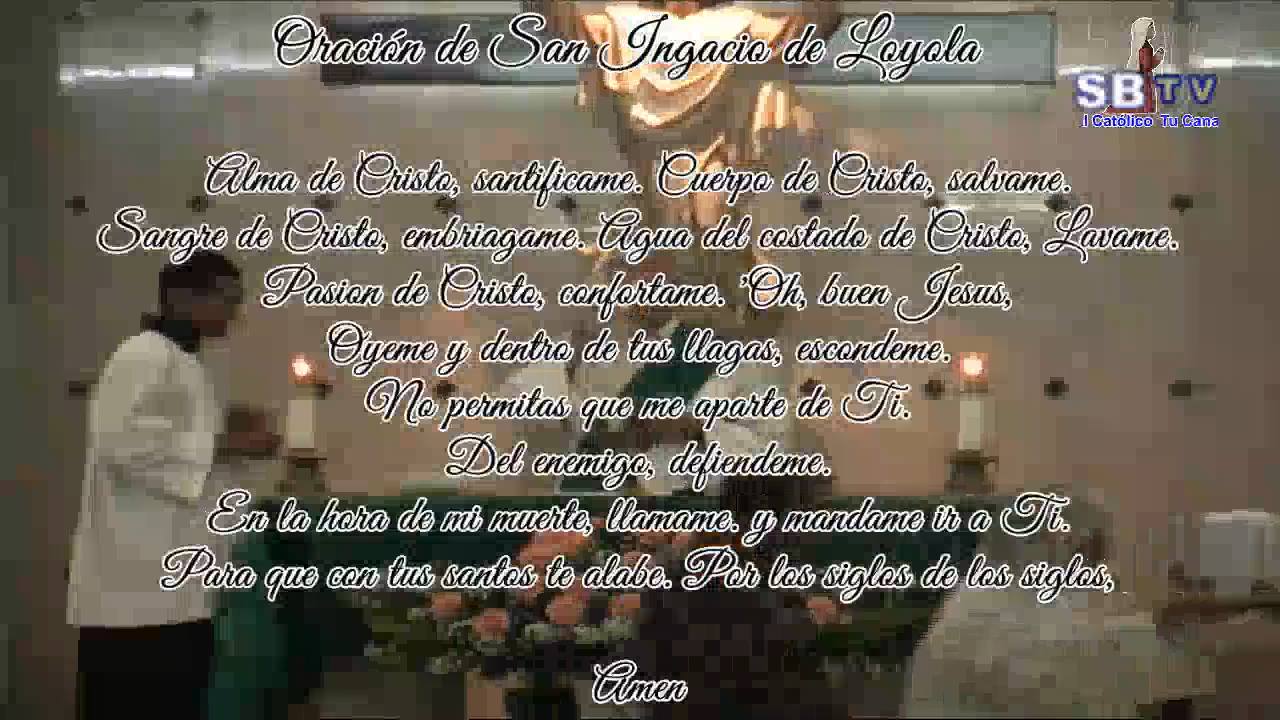 Oración de San Ingacio de Loyola
SBTV
l Católico Tu Cana
Alma de Cristo, santificame. Cuerpo de Cristo, salvame.
Sangre de Cristo, embriagame. Agua del costado de Cristo, Lavame.
Pasion de Cristo, confortame. 'Oh, buen Jesus,
Oyeme y dentro de tus llagas, escondeme.
No permitas que me aparte de Ti.
Del enemigo, defiendeme.
En la hora de mi muerte, llamame. y mandame ir a Ti.
Para que con tus santos te alabe. Por los siglos de los siglos,
Amen